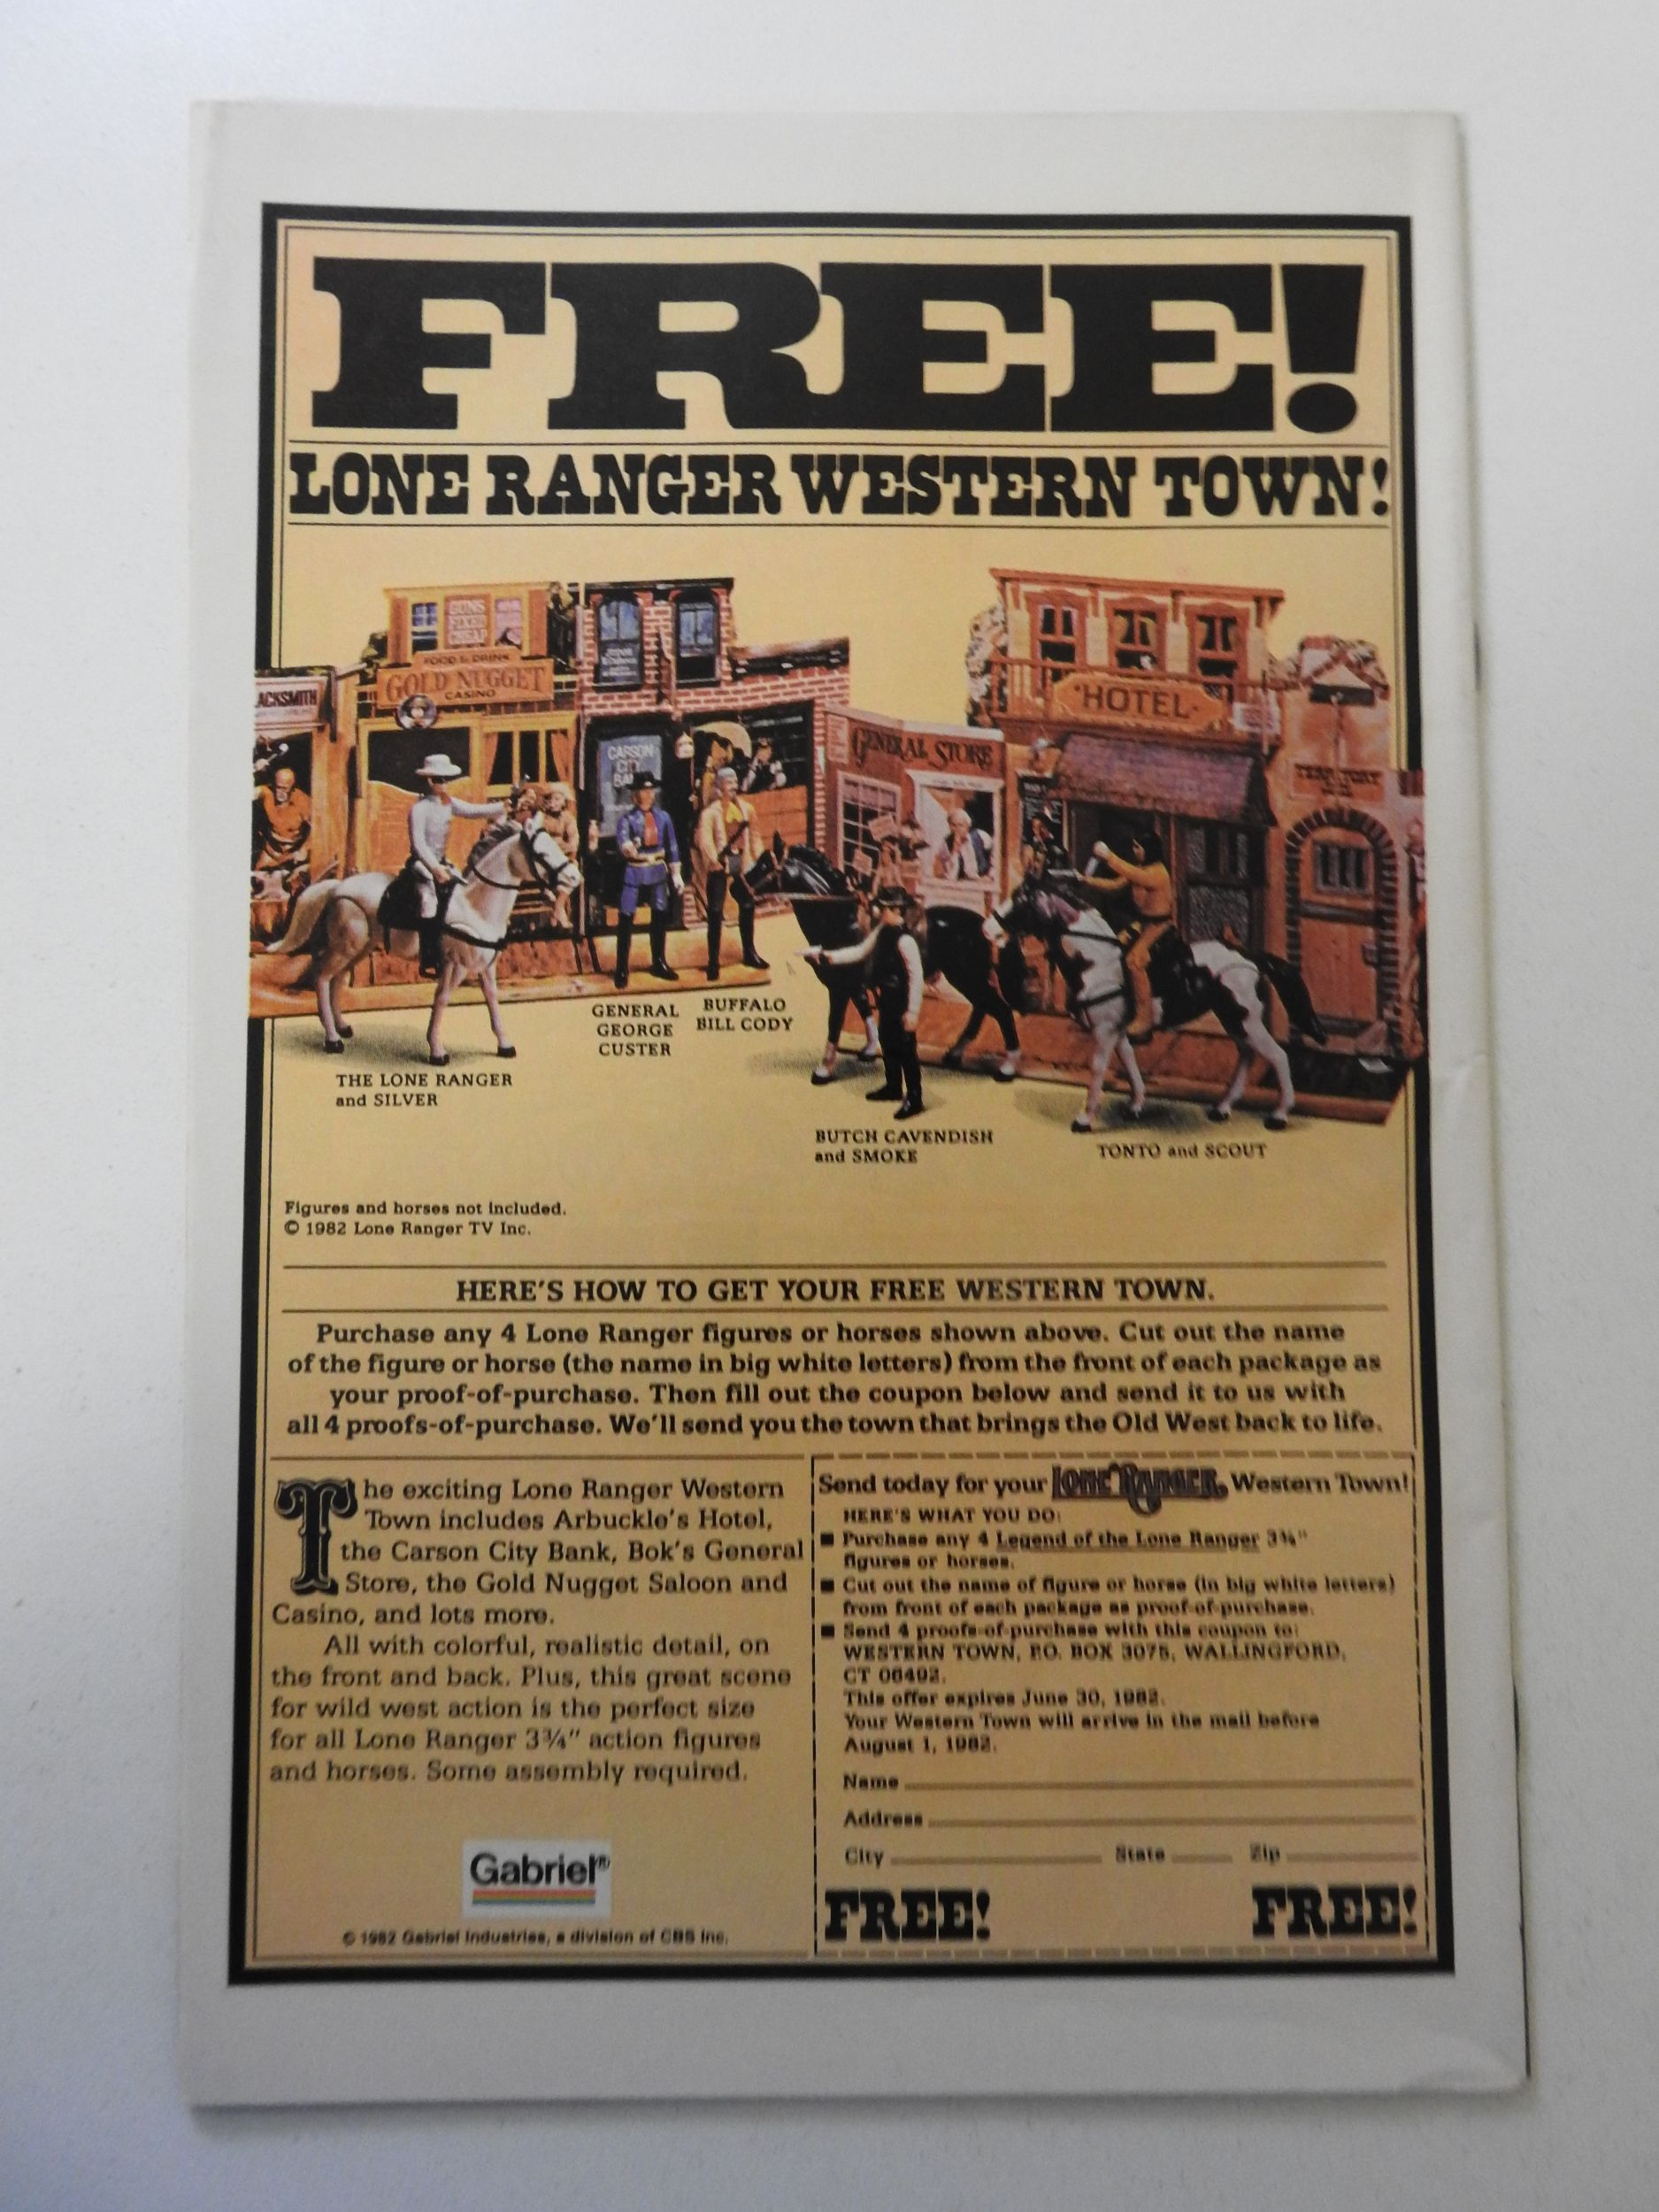 FREE!
LONE RANGER WESTERN TOWN!
GUNS
FIXED
CHEAP
FOOD & DRINK
GOLD NUGGET
CASINO
ACKSMITH
CARSON
CITY
BA
GENERAL STORE
HOTEL
GENERAL
GEORGE
CUSTER
BUFFALO
BILL CODY
THE LONE RANGER
and SILVER
BUTCH CAVENDISH
and SMOKE
TONTO and SCOUT
Figures and horses not included.
© 1982 Lone Ranger TV Inc.
HERE'S HOW TO GET YOUR FREE WESTERN TOWN.
Purchase any 4 Lone Ranger figures or horses shown above. Cut out the name
of the figure or horse (the name in big white letters) from the front of each package as
your proof-of-purchase. Then fill out the coupon below and send it to us with
all 4 proofs-of-purchase. We'll send you the town that brings the Old West back to life.
The exciting Lone Ranger Western
Town includes Arbuckle's Hotel,
the Carson City Bank, Bok's General
Store, the Gold Nugget Saloon and
Casino, and lots more.
All with colorful, realistic detail, on
the front and back. Plus, this great scene
for wild west action is the perfect size
for all Lone Ranger 3¾" action figures
and horses. Some assembly required.
Gabriel®
© 1982 Gabriel Industries, a division of CBS Inc.
Send today for your LONE RANGER Western Town!
HERE'S WHAT YOU DO:
■ Purchase any 4 Legend of the Lone Ranger 3¾"
figures or horses.
■ Cut out the name of figure or horse (in big white letters)
from front of each package as proof-of-purchase.
■ Send 4 proofs-of-purchase with this coupon to:
WESTERN TOWN, P.O. BOX 3075, WALLINGFORD,
CT 06492.
This offer expires June 30, 1982.
Your Western Town will arrive in the mail before
August 1, 1982.
Name
Address
City State Zip
FREE! FREE!